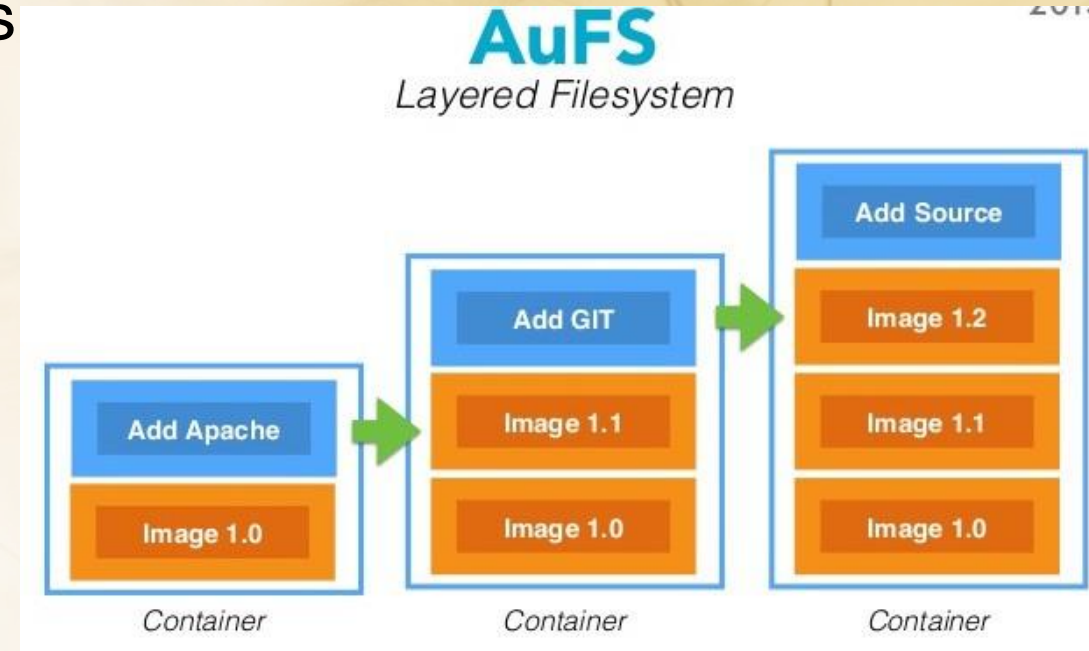 AuFS
Layered Filesystem
Add Source
Add GIT
Image 1.2
Add Apache
Image 1.1
Image 1.1
Image 1.0
Image 1.0
Image 1.0
Container
Container
Container